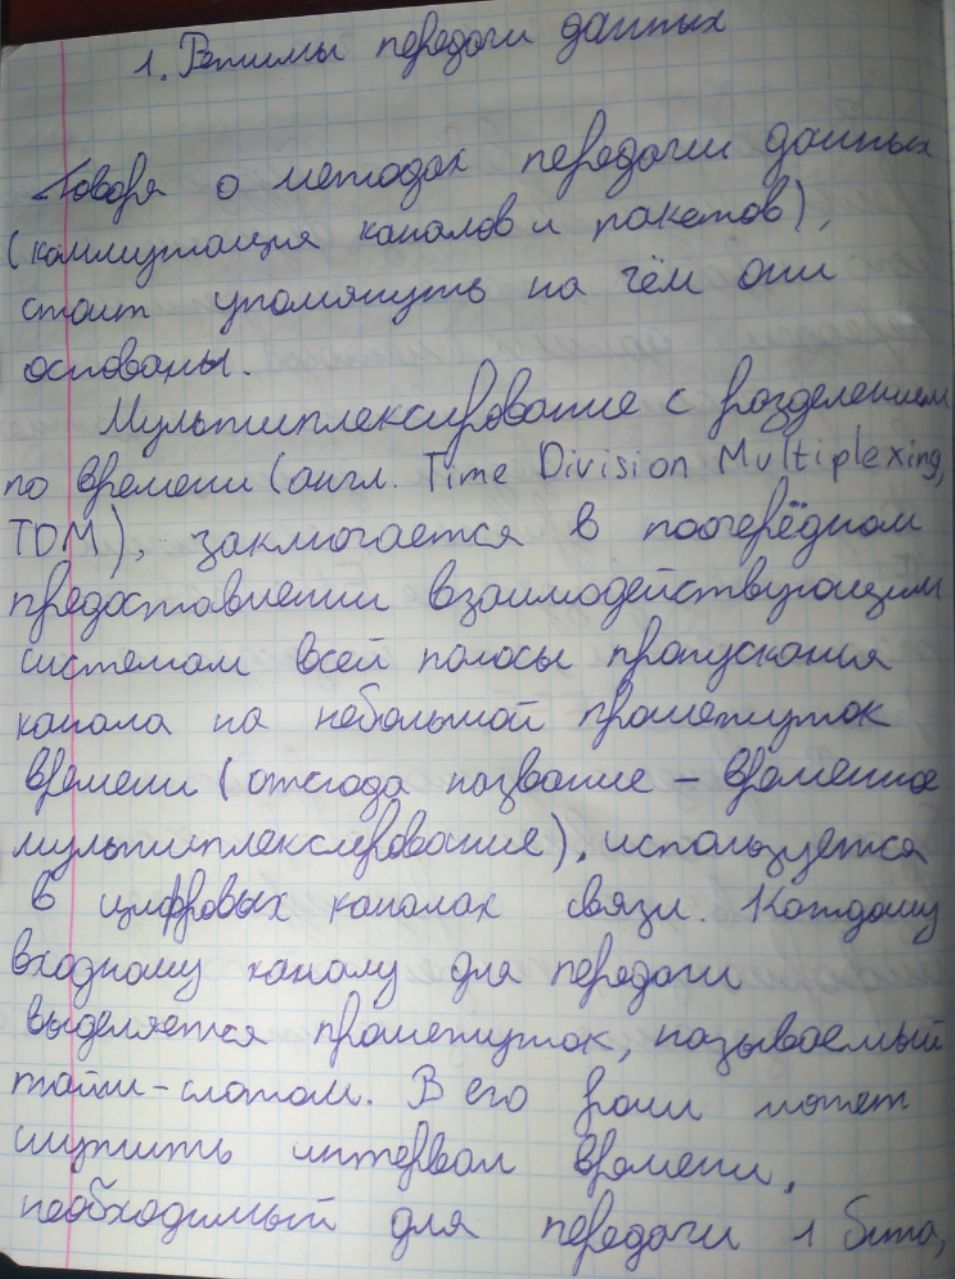 1. Режимы передачи данных
Говоря о методах передачи данных
(коммутация каналов и пакетов),
стоит упомянуть на чём они
основаны.
Мультиплексирование с разделением
по времени (англ. Time Division Multiplexing,
TDM), заключается в поочерёдном
предоставлении взаимодействующим
системам всей полосы пропускания
канала на небольшой промежуток
времени (отсюда название – временное
мультиплексирование), используется
в цифровых каналах связи. Каждому
входному каналу для передачи
выделяется промежуток, называемый
тайм-слотом. В его роли может
служить интервал времени,
необходимый для передачи 1 бита,